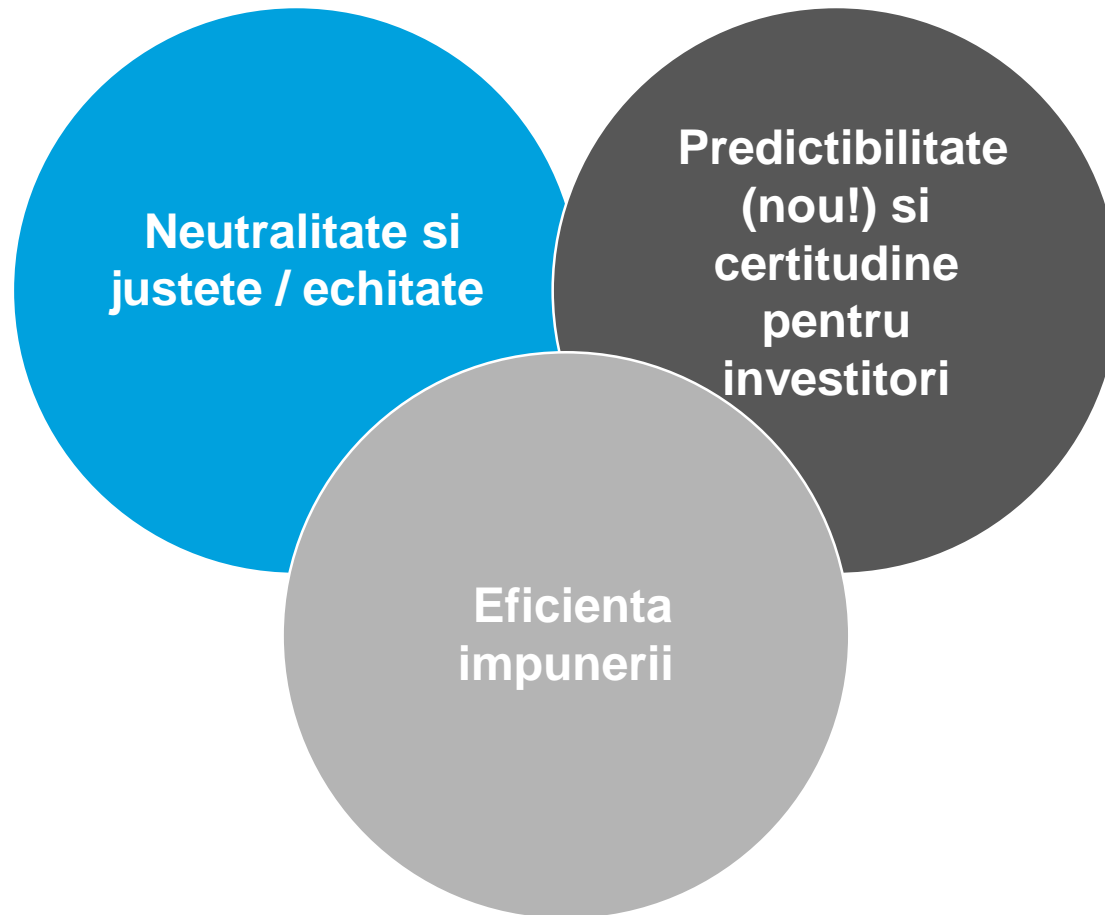 Neutralitate si
justete / echitate
Predictibilitate
(nou!) si
certitudine
pentru
investitori
Eficienta
impunerii